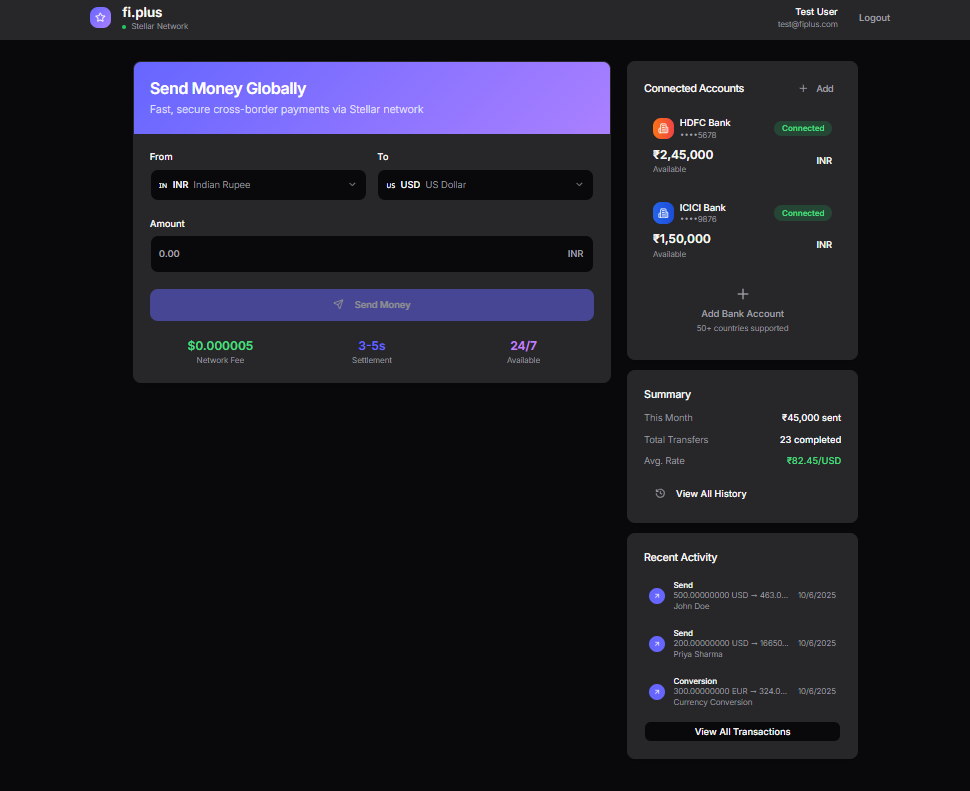 fi.plus
Stellar Network
Test User
test@fiplus.com
Logout
Send Money Globally
Fast, secure cross-border payments via Stellar network
From
To
IN INR Indian Rupee
US USD US Dollar
Amount
0.00 INR
Send Money
$0.000005
Network Fee
3-5s
Settlement
24/7
Available
Connected Accounts
+ Add
HDFC Bank
••••5678
Connected
₹2,45,000
Available
INR
ICICI Bank
••••9876
Connected
₹1,50,000
Available
INR
+
Add Bank Account
50+ countries supported
Summary
This Month ₹45,000 sent
Total Transfers 23 completed
Avg. Rate ₹82.45/USD
View All History
Recent Activity
Send
500.00000000 USD → 463.0... 10/6/2025
John Doe
Send
200.00000000 USD → 16650... 10/6/2025
Priya Sharma
Conversion
300.00000000 EUR → 324.0... 10/6/2025
Currency Conversion
View All Transactions